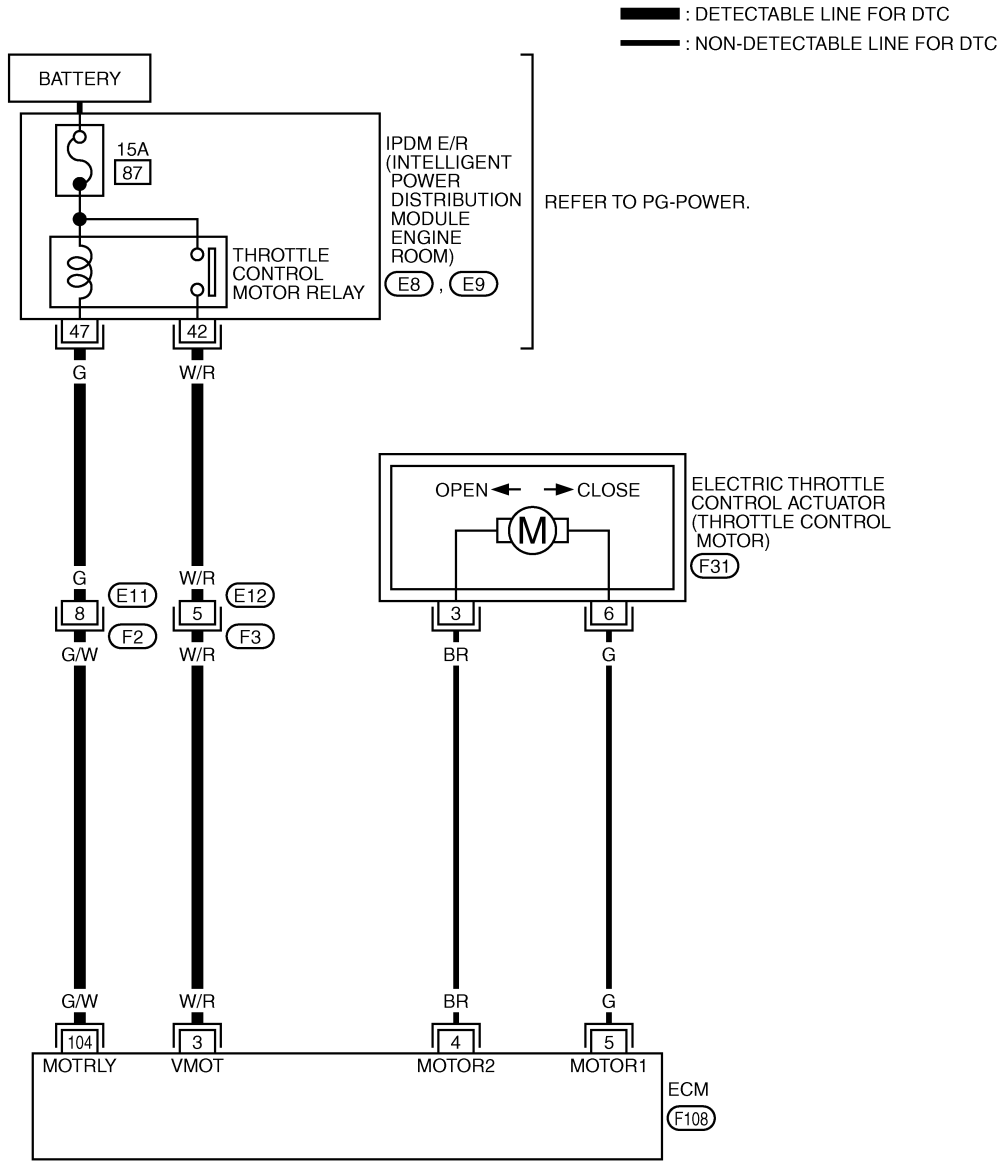 : DETECTABLE LINE FOR DTC
: NON-DETECTABLE LINE FOR DTC
BATTERY
15A
87
IPDM E/R
(INTELLIGENT
POWER
DISTRIBUTION
MODULE
ENGINE
ROOM)
E8 , E9
REFER TO PG-POWER.
THROTTLE
CONTROL
MOTOR RELAY
47 42
G W/R
OPEN CLOSE
M
ELECTRIC THROTTLE
CONTROL ACTUATOR
(THROTTLE CONTROL
MOTOR)
F31
G W/R
8 E11 5 E12
F2 F3
3 6
G/W W/R BR G
G/W W/R BR G
104 3 4 5
MOTRLY VMOT MOTOR2 MOTOR1
ECM
F108